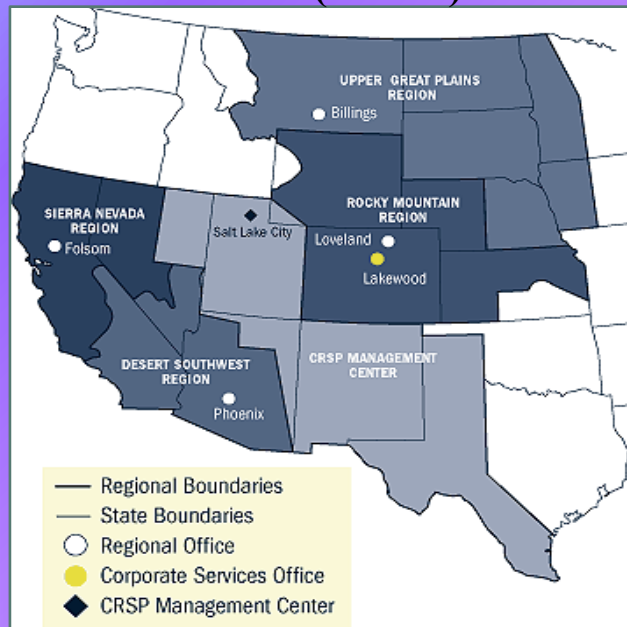 UPPER GREAT PLAINS
REGION
Billings
ROCKY MOUNTAIN
REGION
SIERRA NEVADA
REGION
Folsom
Salt Lake City
Loveland
Lakewood
DESERT SOUTHWEST
REGION
CRSP MANAGEMENT
CENTER
Phoenix
Regional Boundaries
State Boundaries
Regional Office
Corporate Services Office
CRSP Management Center